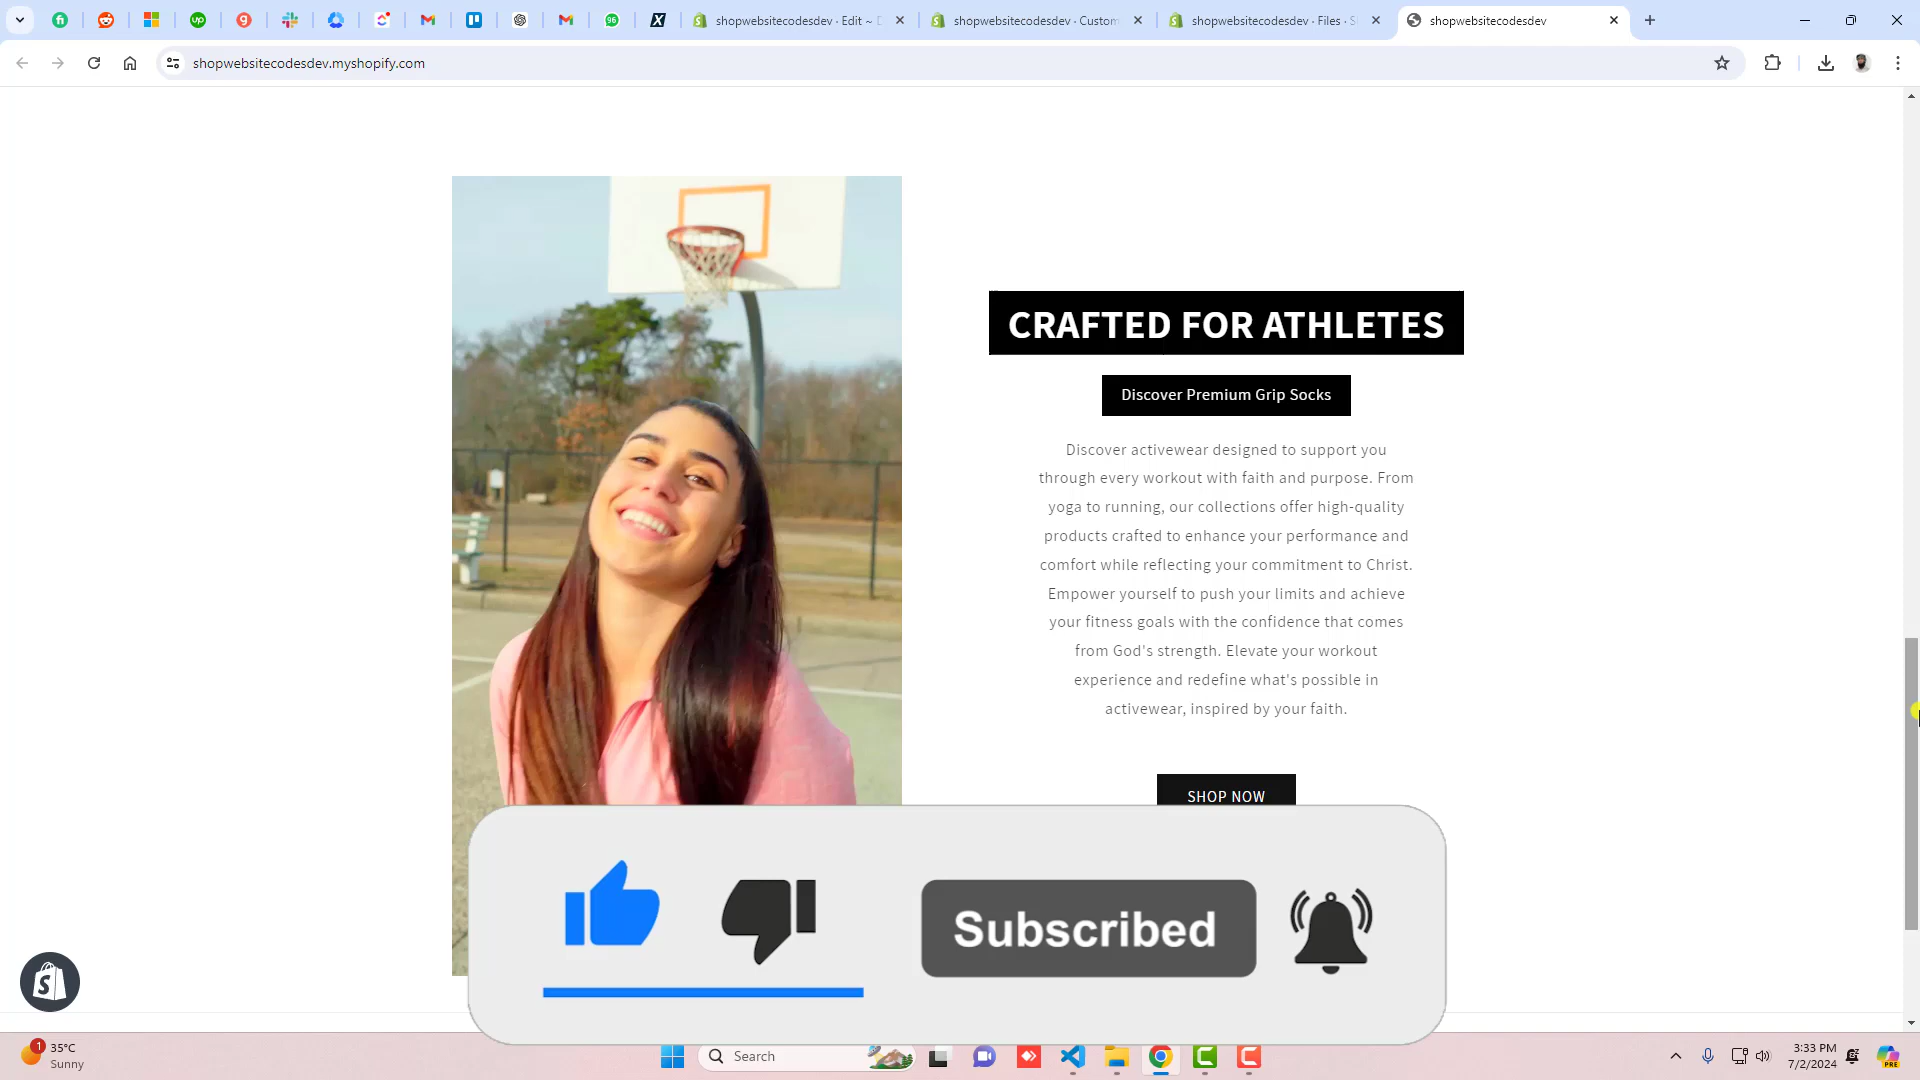 shopwebsitecodesdev · Edit ~ D
shopwebsitecodesdev · Custom
shopwebsitecodesdev · Files · S
shopwebsitecodesdev
shopwebsitecodesdev.myshopify.com
CRAFTED FOR ATHLETES
Discover Premium Grip Socks
Discover activewear designed to support you
through every workout with faith and purpose. From
yoga to running, our collections offer high-quality
products crafted to enhance your performance and
comfort while reflecting your commitment to Christ.
Empower yourself to push your limits and achieve
your fitness goals with the confidence that comes
from God's strength. Elevate your workout
experience and redefine what's possible in
activewear, inspired by your faith.
SHOP NOW
Subscribed
1
35°C
Sunny
Search
3:33 PM
7/2/2024
PRE